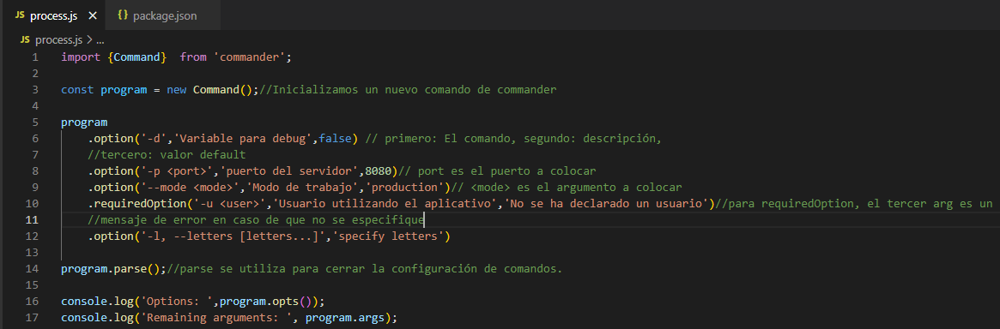 JS process.js ×
{} package.json
JS process.js > ...
1 import {Command}  from 'commander';
2
3 const program = new Command();//Inicializamos un nuevo comando de commander
4
5 program
6     .option('-d','Variable para debug',false) // primero: El comando, segundo: descripción,
7     //tercero: valor default
8     .option('-p <port>','puerto del servidor',8080)// port es el puerto a colocar
9     .option('--mode <mode>','Modo de trabajo','production')// <mode> es el argumento a colocar
10     .requiredOption('-u <user>','Usuario utilizando el aplicativo','No se ha declarado un usuario')//para requiredOption, el tercer arg es un
11     //mensaje de error en caso de que no se especifique
12     .option('-l, --letters [letters...]','specify letters')
13
14 program.parse();//parse se utiliza para cerrar la configuración de comandos.
15
16 console.log('Options: ',program.opts());
17 console.log('Remaining arguments: ', program.args);